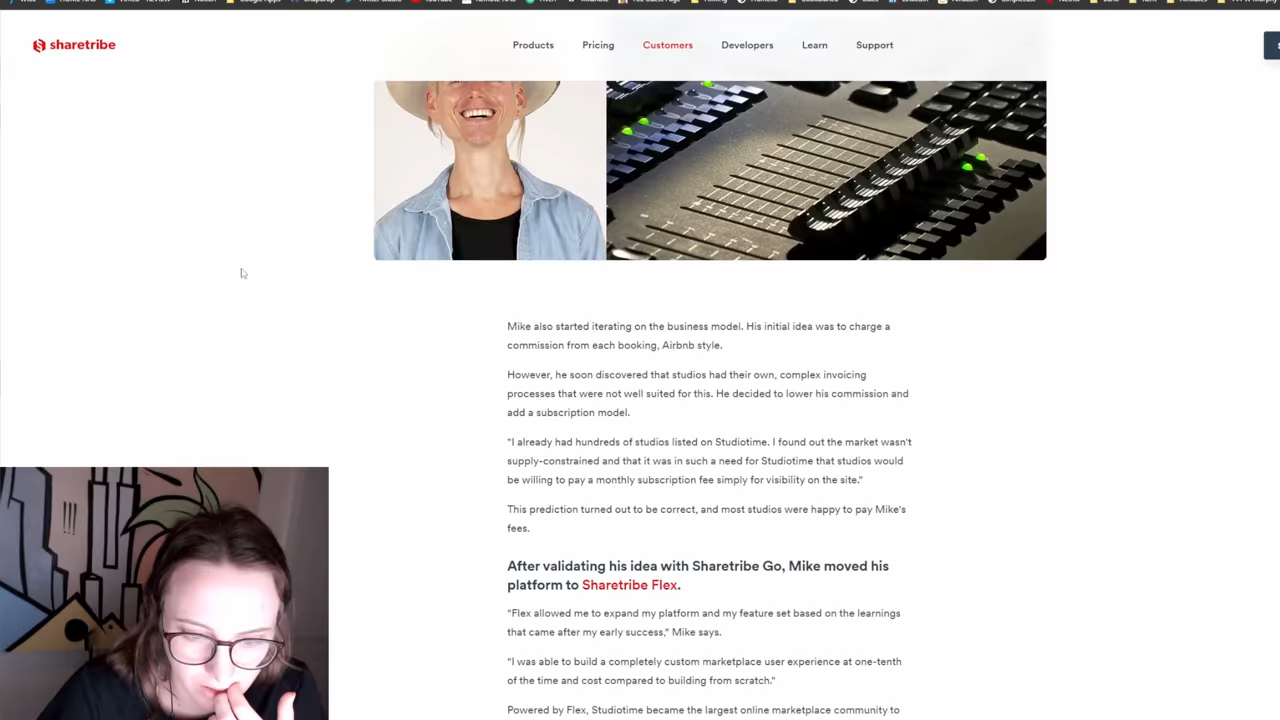 sharetribe
Products Pricing Customers Developers Learn Support
Mike also started iterating on the business model. His initial idea was to charge a
commission from each booking, Airbnb style.
However, he soon discovered that studios had their own, complex invoicing
processes that were not well suited for this. He decided to lower his commission and
add a subscription model.
"I already had hundreds of studios listed on Studiotime. I found out the market wasn't
supply-constrained and that it was in such a need for Studiotime that studios would
be willing to pay a monthly subscription fee simply for visibility on the site."
This prediction turned out to be correct, and most studios were happy to pay Mike's
fees.
After validating his idea with Sharetribe Go, Mike moved his
platform to Sharetribe Flex.
"Flex allowed me to expand my platform and my feature set based on the learnings
that came after my early success," Mike says.
"I was able to build a completely custom marketplace user experience at one-tenth
of the time and cost compared to building from scratch."
Powered by Flex, Studiotime became the largest online marketplace community to